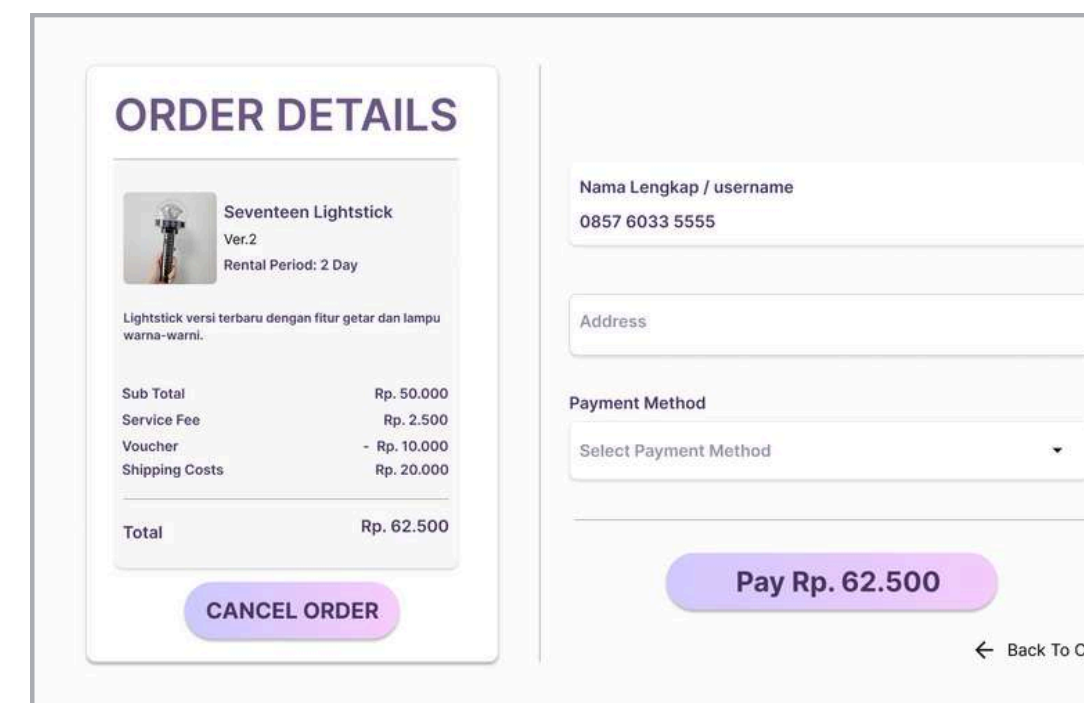 ORDER DETAILS
Seventeen Lightstick
Ver.2
Rental Period: 2 Day
Lightstick versi terbaru dengan fitur getar dan lampu
warna-warni.
Sub Total Rp. 50.000
Service Fee Rp. 2.500
Voucher - Rp. 10.000
Shipping Costs Rp. 20.000
Total Rp. 62.500
CANCEL ORDER
Nama Lengkap / username
0857 6033 5555
Address
Payment Method
Select Payment Method
Pay Rp. 62.500
Back To